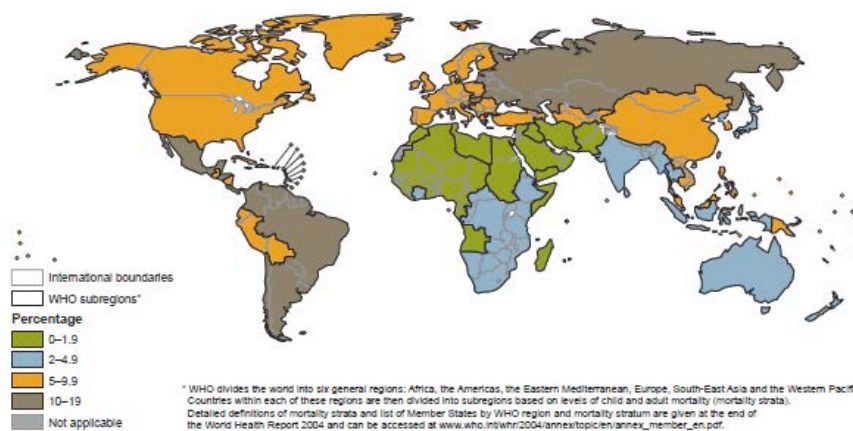 International boundaries
WHO subregions*
Percentage
0–1.9
2–4.9
5–9.9
10–19
Not applicable
* WHO divides the world into six general regions: Africa, the Americas, the Eastern Mediterranean, Europe, South-East Asia and the Western Pacifi
Countries within each of these regions are then divided into subregions based on levels of child and adult mortality (mortality strata).
Detailed definitions of mortality strata and list of Member States by WHO region and mortality stratum are given at the end of
the World Health Report 2004 and can be accessed at www.who.int/whr/2004/annex/topic/en/annex_member_en.pdf.